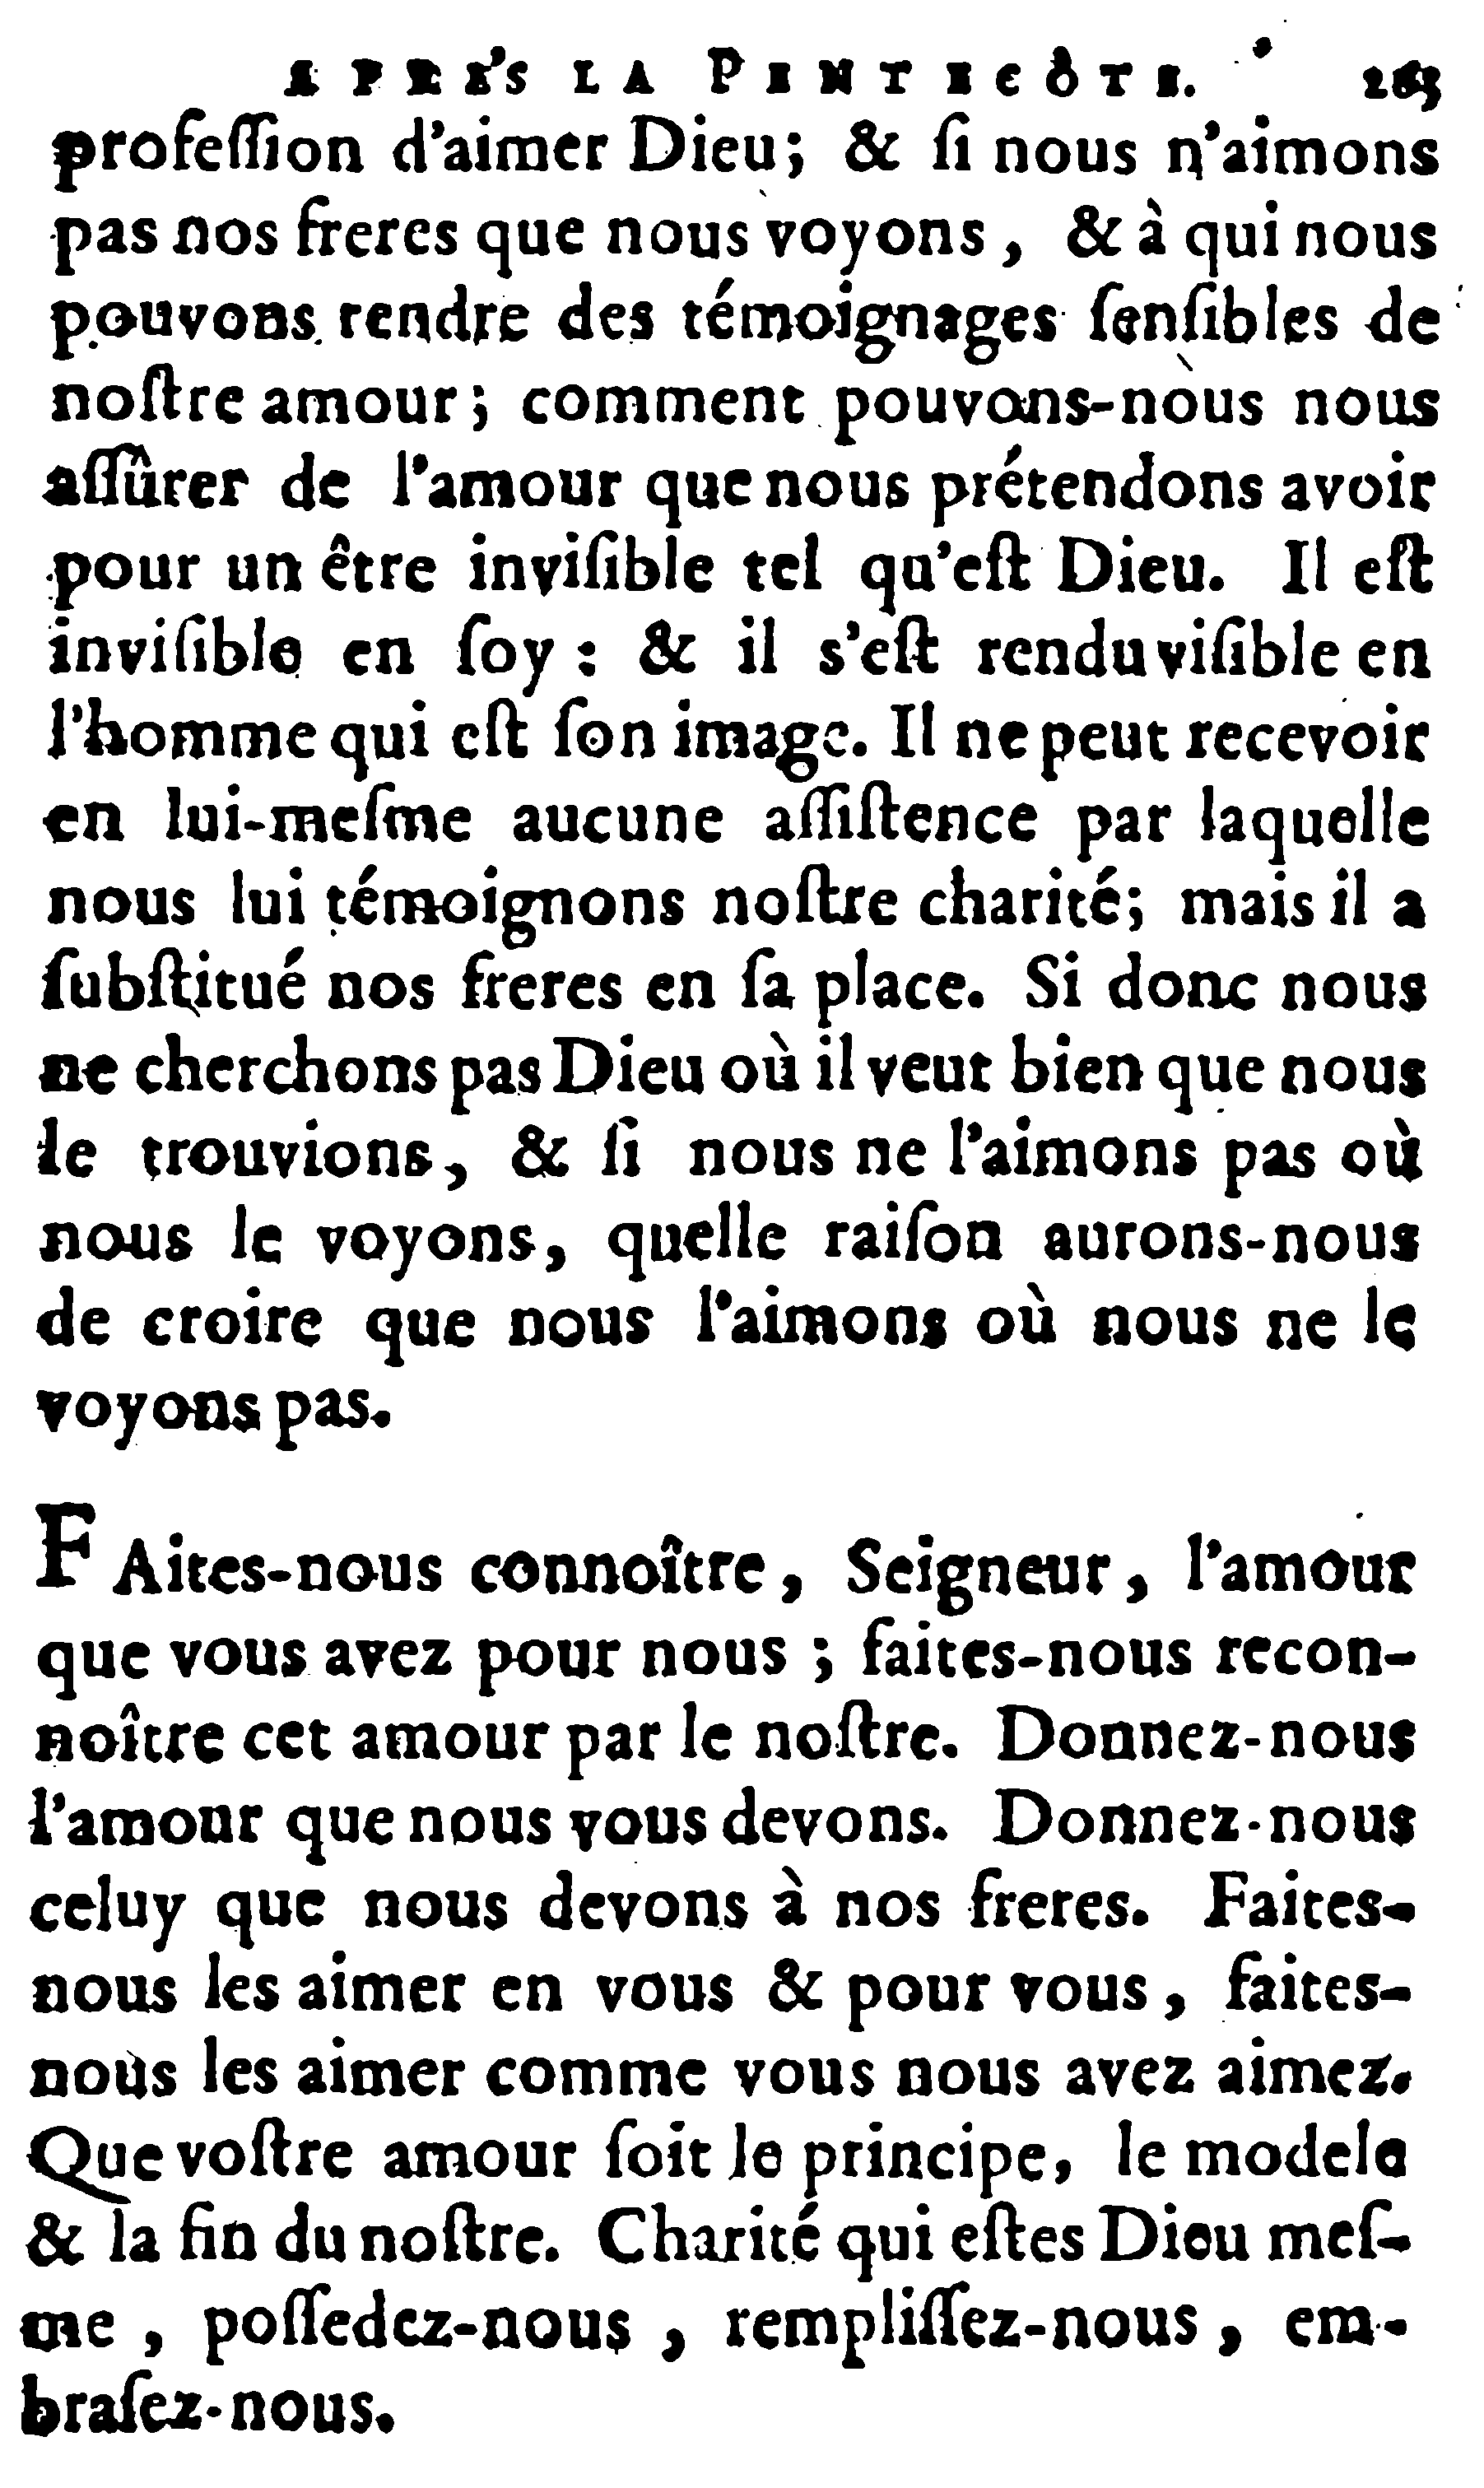 APRE'S LA PENTECÔTE. 263
profeſſion d'aimer Dieu; & ſi nous n'aimons
pas nos freres que nous voyons, & à qui nous
pouvons rendre des témoignages ſenſibles de
noſtre amour; comment pouvons-nous nous
aſſûrer de l'amour que nous prétendons avoir
pour un être inviſible tel qu'eſt Dieu. Il eſt
inviſible en ſoy : & il s'eſt rendu viſible en
l'homme qui eſt ſon image. Il ne peut recevoir
en lui-meſme aucune aſſiſtence par laquelle
nous lui témoignons noſtre charité; mais il a
ſubſtitué nos freres en ſa place. Si donc nous
ne cherchons pas Dieu où il veut bien que nous
le trouvions, & ſi nous ne l'aimons pas où
nous le voyons, quelle raiſon aurons-nous
de croire que nous l'aimons où nous ne le
voyons pas.
FAites-nous connoître, Seigneur, l'amour
que vous avez pour nous ; faites-nous recon-
noître cet amour par le noſtre. Donnez-nous
l'amour que nous vous devons. Donnez-nous
celuy que nous devons à nos freres. Faites-
nous les aimer en vous & pour vous, faites-
nous les aimer comme vous nous avez aimez.
Que voſtre amour ſoit le principe, le modele
& la fin du noſtre. Charité qui eſtes Dieu meſ-
me, poſſedez-nous, rempliſſez-nous, em-
braſez-nous.